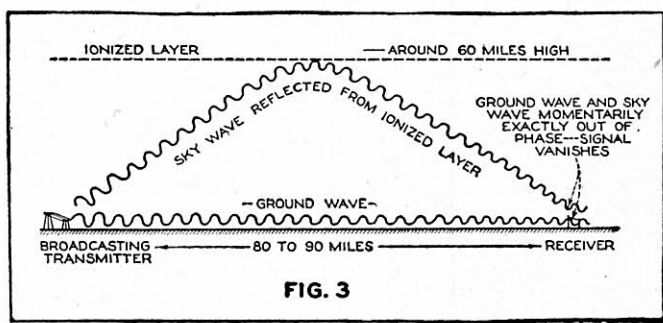 IONIZED LAYER
—AROUND 60 MILES HIGH—
SKY WAVE REFLECTED FROM IONIZED LAYER
GROUND WAVE AND SKY
WAVE MOMENTARILY
EXACTLY OUT OF.
PHASE---SIGNAL
VANISHES
-GROUND WAVE-
BROADCASTING
TRANSMITTER
80 TO 90 MILES
RECEIVER
FIG. 3